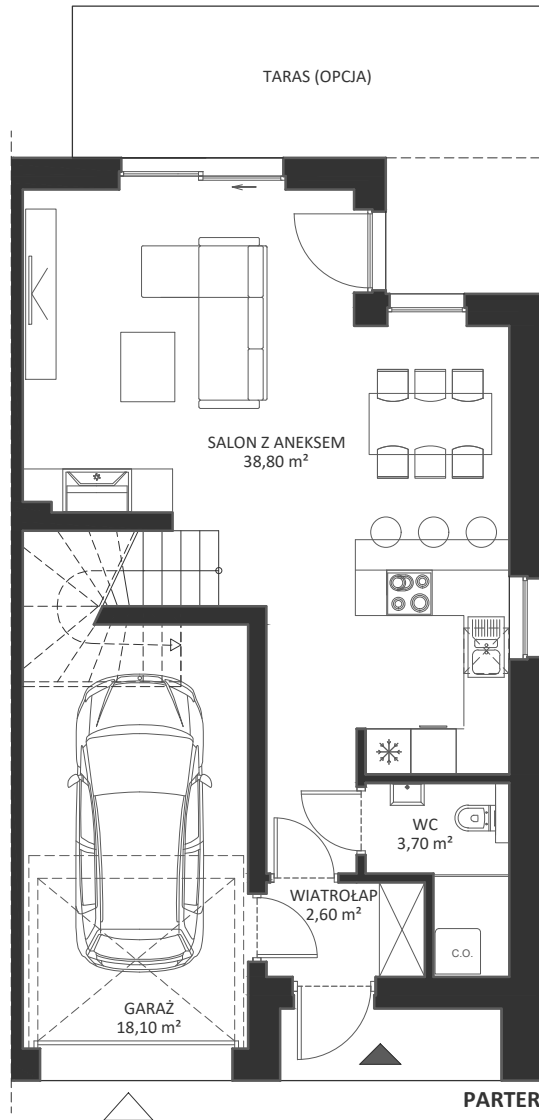 TARAS (OPCJA)
SALON Z ANEKSEM
38,80 m²
WC
3,70 m²
WIATROŁAP
2,60 m²
C.O.
GARAŻ
18,10 m²
PARTER